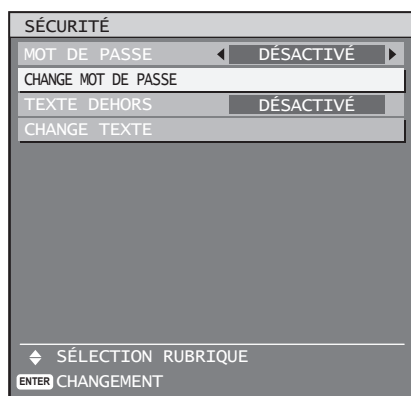 SÉCURITÉ
MOT DE PASSE DÉSACTIVÉ
CHANGE MOT DE PASSE
TEXTE DEHORS DÉSACTIVÉ
CHANGE TEXTE
SÉLECTION RUBRIQUE
ENTER CHANGEMENT